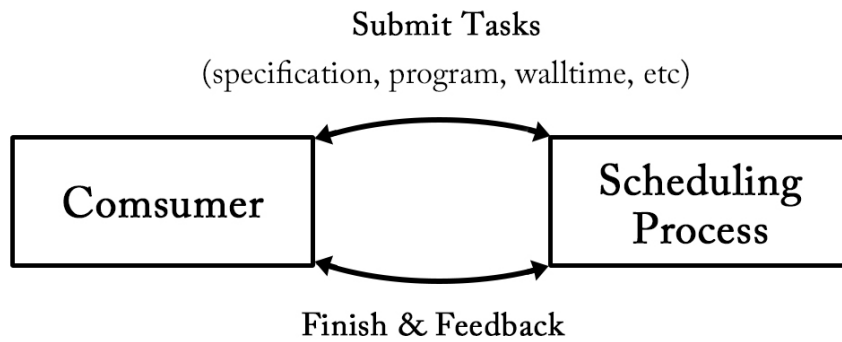 Submit Tasks
(specification, program, walltime, etc)
Comsumer
Scheduling
Process
Finish & Feedback